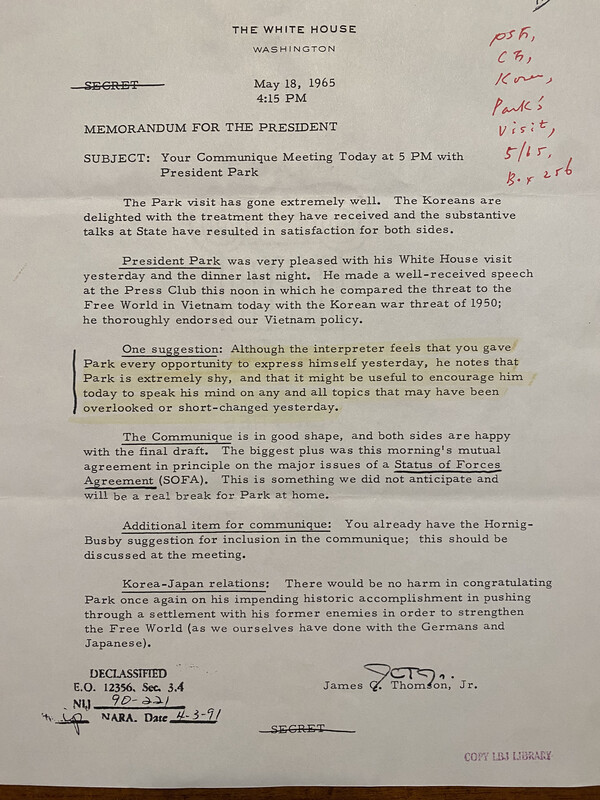 THE WHITE HOUSE
WASHINGTON
SECRET
May 18, 1965
4:15 PM
psF,
CF,
Korea,
Park's
Visit,
5/65,
Box 256
MEMORANDUM FOR THE PRESIDENT
SUBJECT: Your Communique Meeting Today at 5 PM with
President Park
The Park visit has gone extremely well. The Koreans are
delighted with the treatment they have received and the substantive
talks at State have resulted in satisfaction for both sides.
President Park was very pleased with his White House visit
yesterday and the dinner last night. He made a well-received speech
at the Press Club this noon in which he compared the threat to the
Free World in Vietnam today with the Korean war threat of 1950;
he thoroughly endorsed our Vietnam policy.
One suggestion: Although the interpreter feels that you gave
Park every opportunity to express himself yesterday, he notes that
Park is extremely shy, and that it might be useful to encourage him
today to speak his mind on any and all topics that may have been
overlooked or short-changed yesterday.
The Communique is in good shape, and both sides are happy
with the final draft. The biggest plus was this morning's mutual
agreement in principle on the major issues of a Status of Forces
Agreement (SOFA). This is something we did not anticipate and
will be a real break for Park at home.
Additional item for communique: You already have the Hornig-
Busby suggestion for inclusion in the communique; this should be
discussed at the meeting.
Korea-Japan relations: There would be no harm in congratulating
Park once again on his impending historic accomplishment in pushing
through a settlement with his former enemies in order to strengthen
the Free World (as we ourselves have done with the Germans and
Japanese).
DECLASSIFIED
E.O. 12356, Sec. 3.4
NIJ 90-221
NARA. Date 4-3-91
James C. Thomson, Jr.
SECRET
COPY LBJ LIBRARY